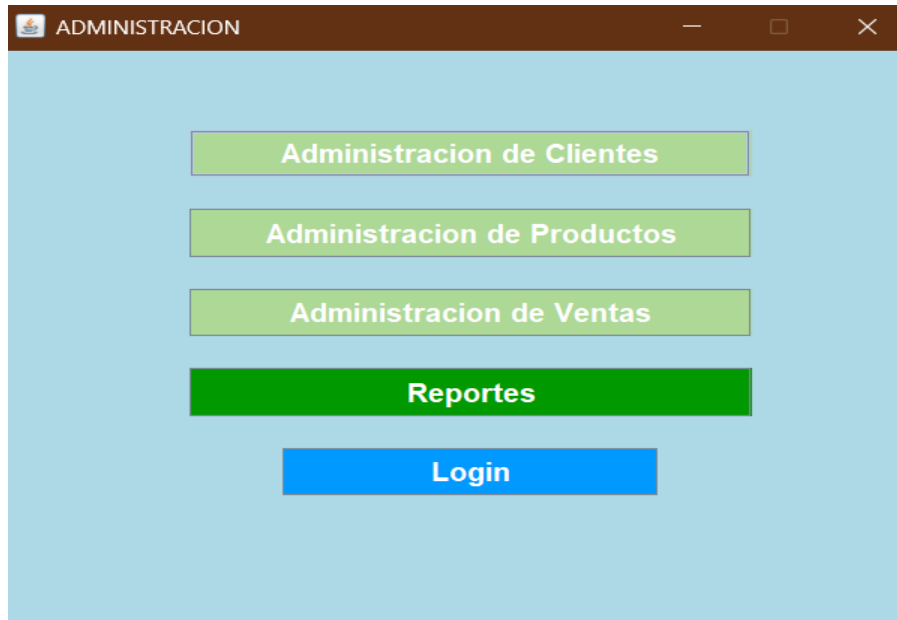 ADMINISTRACION
Administracion de Clientes
Administracion de Productos
Administracion de Ventas
Reportes
Login